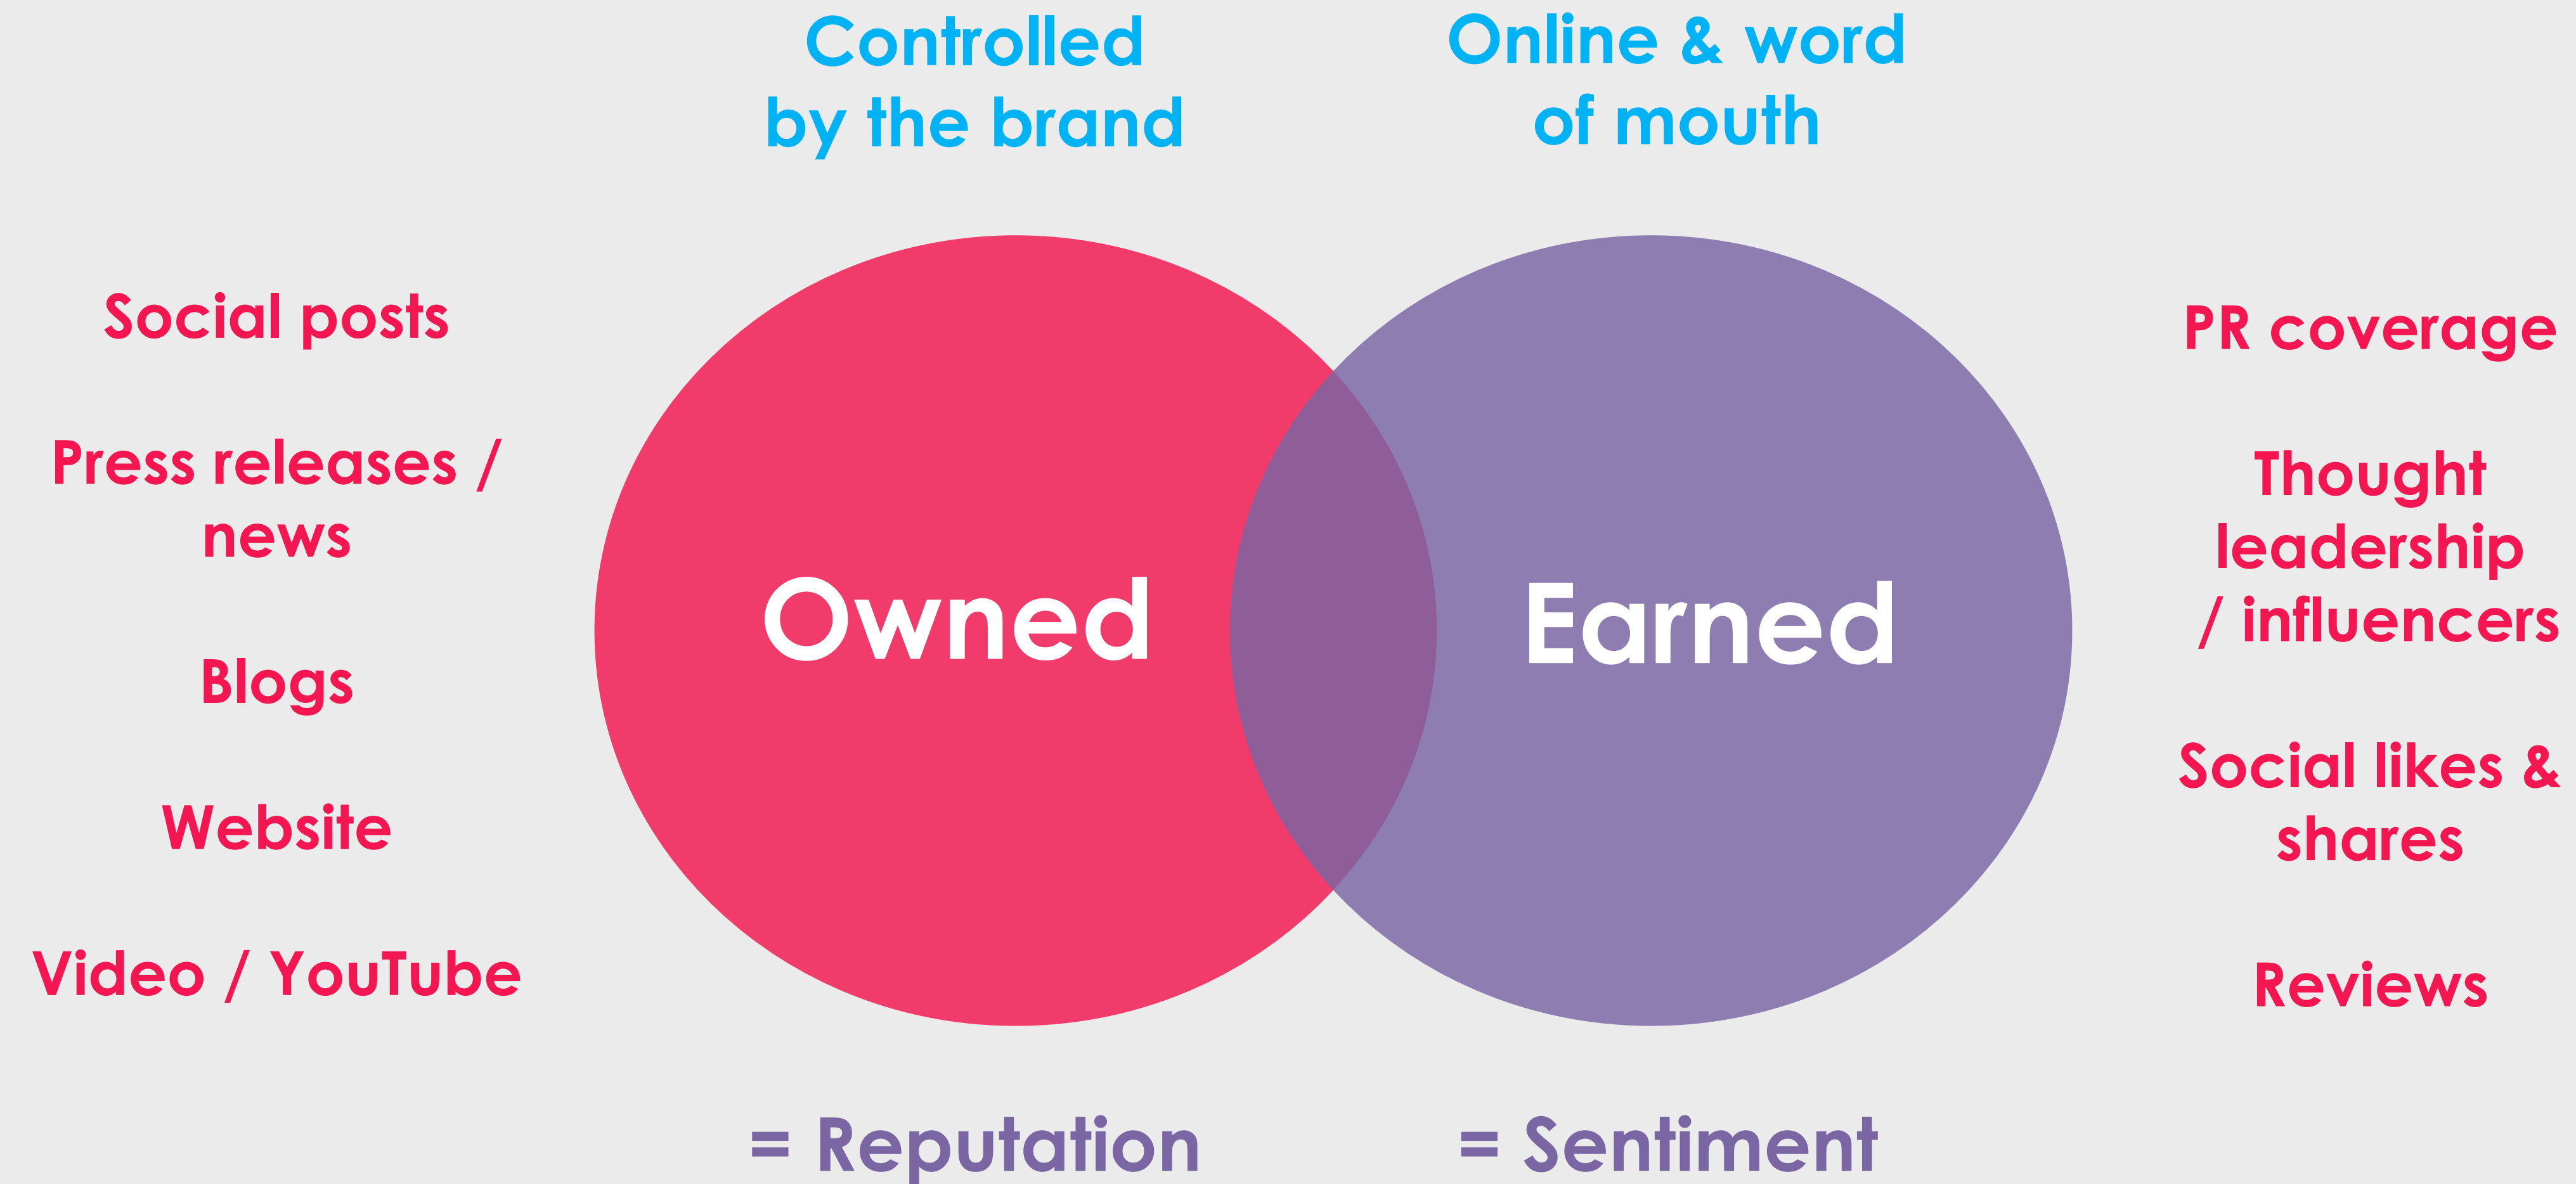 Controlled
by the brand
Online & word
of mouth
Social posts
Press releases /
news
Blogs
Website
Video / YouTube
Owned
Earned
PR coverage
Thought
leadership
/ influencers
Social likes &
shares
Reviews
= Reputation
= Sentiment